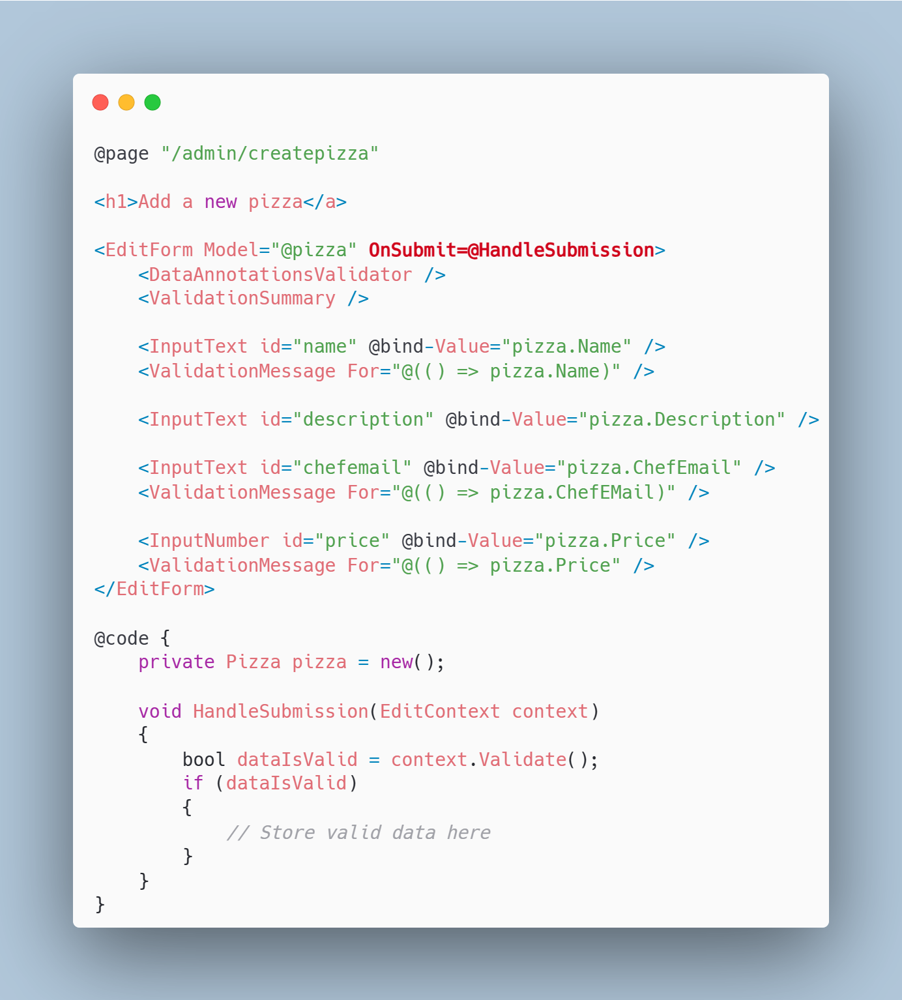 @page "/admin/createpizza"
<h1>Add a new pizza</a>
<EditForm Model="@pizza" OnSubmit=@HandleSubmission>
    <DataAnnotationsValidator />
    <ValidationSummary />
    <InputText id="name" @bind-Value="pizza.Name" />
    <ValidationMessage For="@(() => pizza.Name)" />
    <InputText id="description" @bind-Value="pizza.Description" />
    <InputText id="chefemail" @bind-Value="pizza.ChefEmail" />
    <ValidationMessage For="@(() => pizza.ChefEMail)" />
    <InputNumber id="price" @bind-Value="pizza.Price" />
    <ValidationMessage For="@(() => pizza.Price" />
</EditForm>
@code {
    private Pizza pizza = new();
    void HandleSubmission(EditContext context)
    {
        bool dataIsValid = context.Validate();
        if (dataIsValid)
        {
            // Store valid data here
        }
    }
}